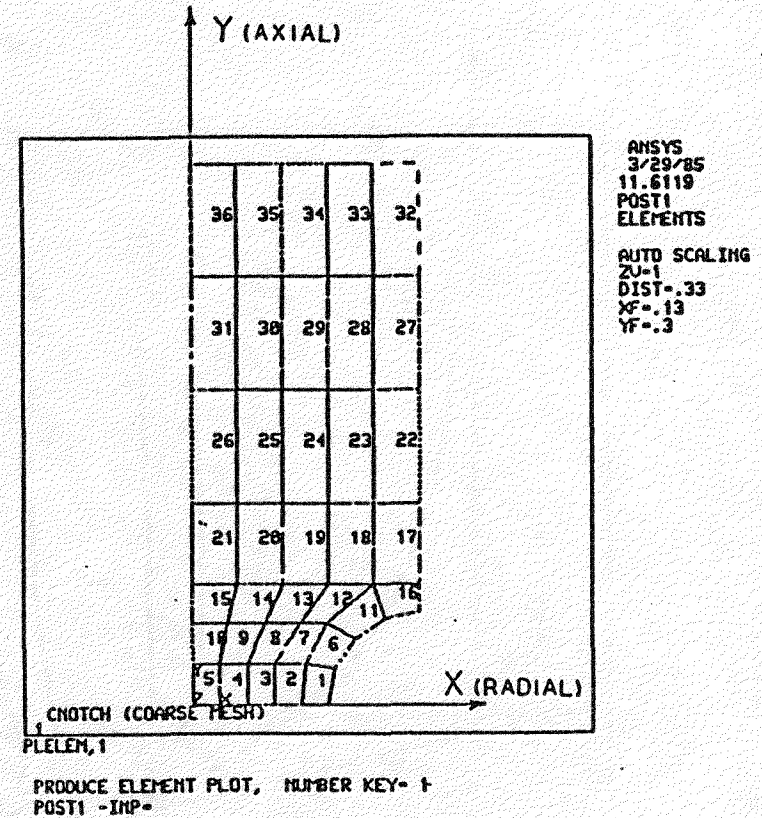 Y (AXIAL)
ANSYS
3/29/85
11.6119
POST1
ELEMENTS
AUTO SCALING
ZV=1
DIST=.33
XF=.13
YF=.3
36 35 34 33 32
31 30 29 28 27
26 25 24 23 22
21 20 19 18 17
15 14 13 12 11 16
10 9 8 7 6
5 4 3 2 1
Y
Z X
X (RADIAL)
CNOTCH (COARSE MESH)
1
PLELEM,1
PRODUCE ELEMENT PLOT, NUMBER KEY= 1
POST1 -INP=